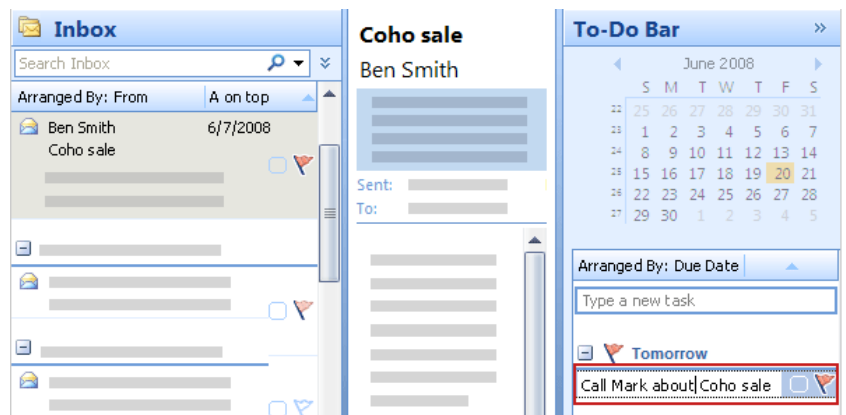 Inbox
Search Inbox
Arranged By: From A on top
Ben Smith 6/7/2008
Coho sale
Coho sale
Ben Smith
Sent:
To:
To-Do Bar »
June 2008
S M T W T F S
22 25 26 27 28 29 30 31
23 1 2 3 4 5 6 7
24 8 9 10 11 12 13 14
25 15 16 17 18 19 20 21
26 22 23 24 25 26 27 28
27 29 30 1 2 3 4 5
Arranged By: Due Date
Type a new task
Tomorrow
Call Mark about Coho sale